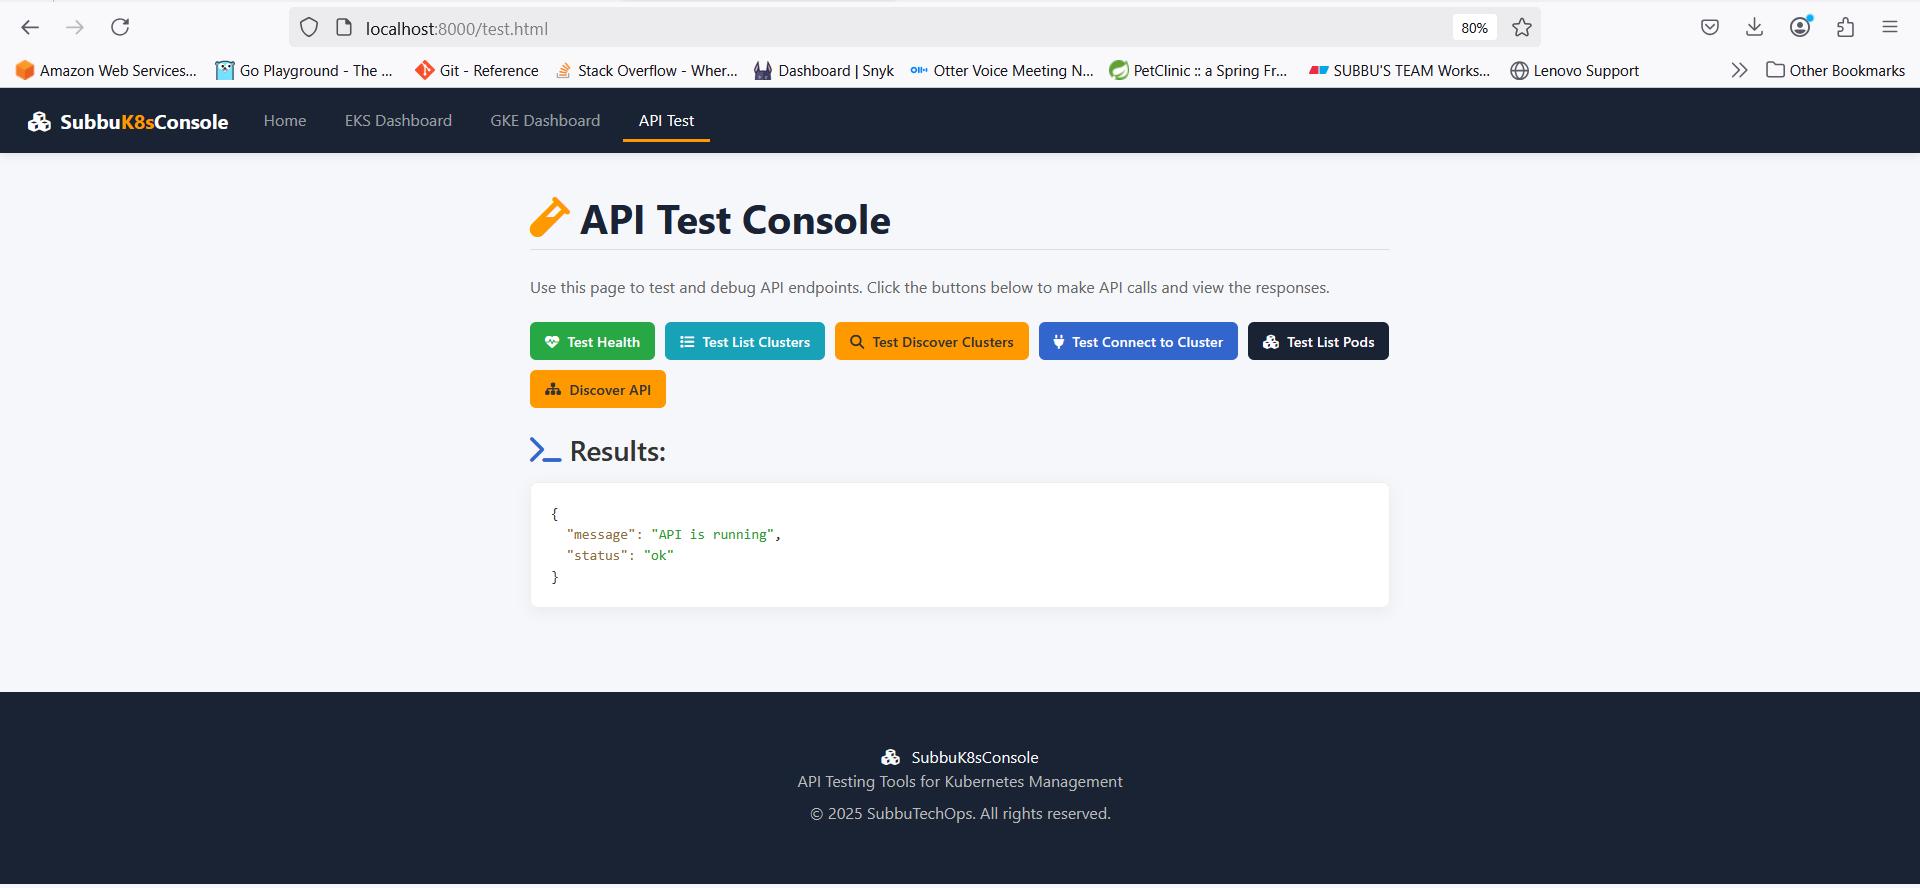 localhost:8000/test.html
80%
Amazon Web Services...
Go Playground - The ...
Git - Reference
Stack Overflow - Wher...
Dashboard | Snyk
Otter Voice Meeting N...
PetClinic :: a Spring Fr...
SUBBU'S TEAM Works...
Lenovo Support
Other Bookmarks
SubbuK8sConsole
Home
EKS Dashboard
GKE Dashboard
API Test
API Test Console
Use this page to test and debug API endpoints. Click the buttons below to make API calls and view the responses.
Test Health
Test List Clusters
Test Discover Clusters
Test Connect to Cluster
Test List Pods
Discover API
Results:
{
"message": "API is running",
"status": "ok"
}
SubbuK8sConsole
API Testing Tools for Kubernetes Management
© 2025 SubbuTechOps. All rights reserved.